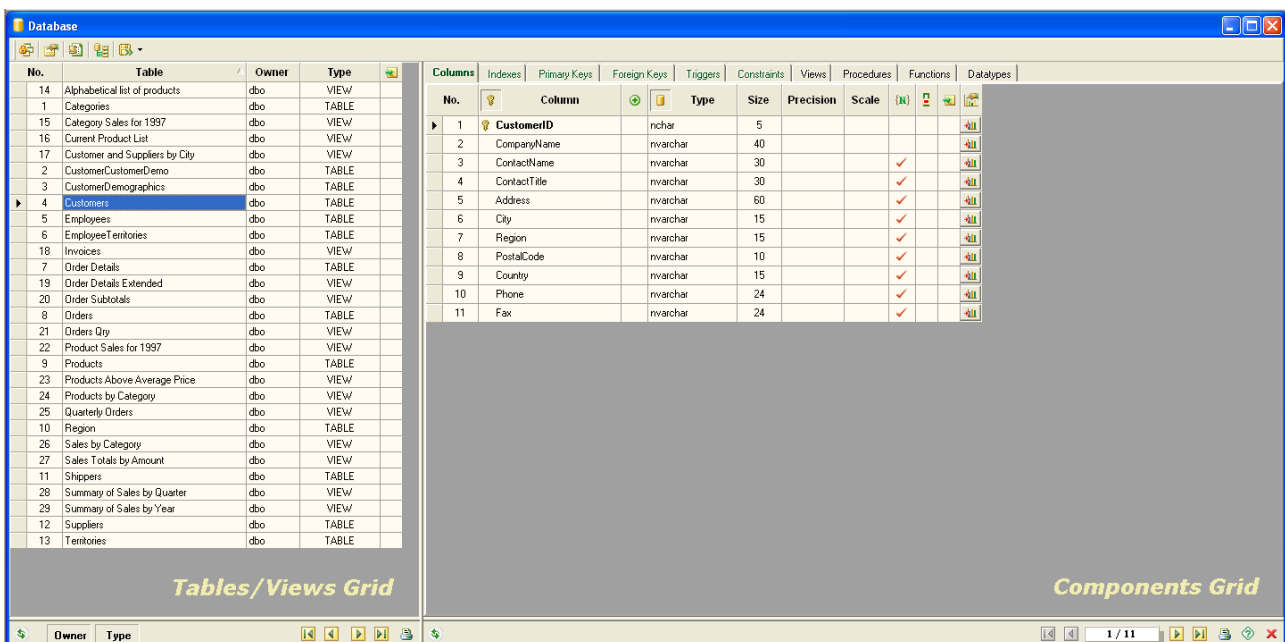 Database
No. Table Owner Type
14 Alphabetical list of products dbo VIEW
1 Categories dbo TABLE
15 Category Sales for 1997 dbo VIEW
16 Current Product List dbo VIEW
17 Customer and Suppliers by City dbo VIEW
2 CustomerCustomerDemo dbo TABLE
3 CustomerDemographics dbo TABLE
4 Customers dbo TABLE
5 Employees dbo TABLE
6 EmployeeTerritories dbo TABLE
18 Invoices dbo VIEW
7 Order Details dbo TABLE
19 Order Details Extended dbo VIEW
20 Order Subtotals dbo VIEW
8 Orders dbo TABLE
21 Orders Qry dbo VIEW
22 Product Sales for 1997 dbo VIEW
9 Products dbo TABLE
23 Products Above Average Price dbo VIEW
24 Products by Category dbo VIEW
25 Quarterly Orders dbo VIEW
10 Region dbo TABLE
26 Sales by Category dbo VIEW
27 Sales Totals by Amount dbo VIEW
11 Shippers dbo TABLE
28 Summary of Sales by Quarter dbo VIEW
29 Summary of Sales by Year dbo VIEW
12 Suppliers dbo TABLE
13 Territories dbo TABLE
Tables/Views Grid
Owner Type
Columns Indexes Primary Keys Foreign Keys Triggers Constraints Views Procedures Functions Datatypes
No. Column Type Size Precision Scale {N}
1 CustomerID nchar 5
2 CompanyName nvarchar 40
3 ContactName nvarchar 30
4 ContactTitle nvarchar 30
5 Address nvarchar 60
6 City nvarchar 15
7 Region nvarchar 15
8 PostalCode nvarchar 10
9 Country nvarchar 15
10 Phone nvarchar 24
11 Fax nvarchar 24
Components Grid
1 / 11